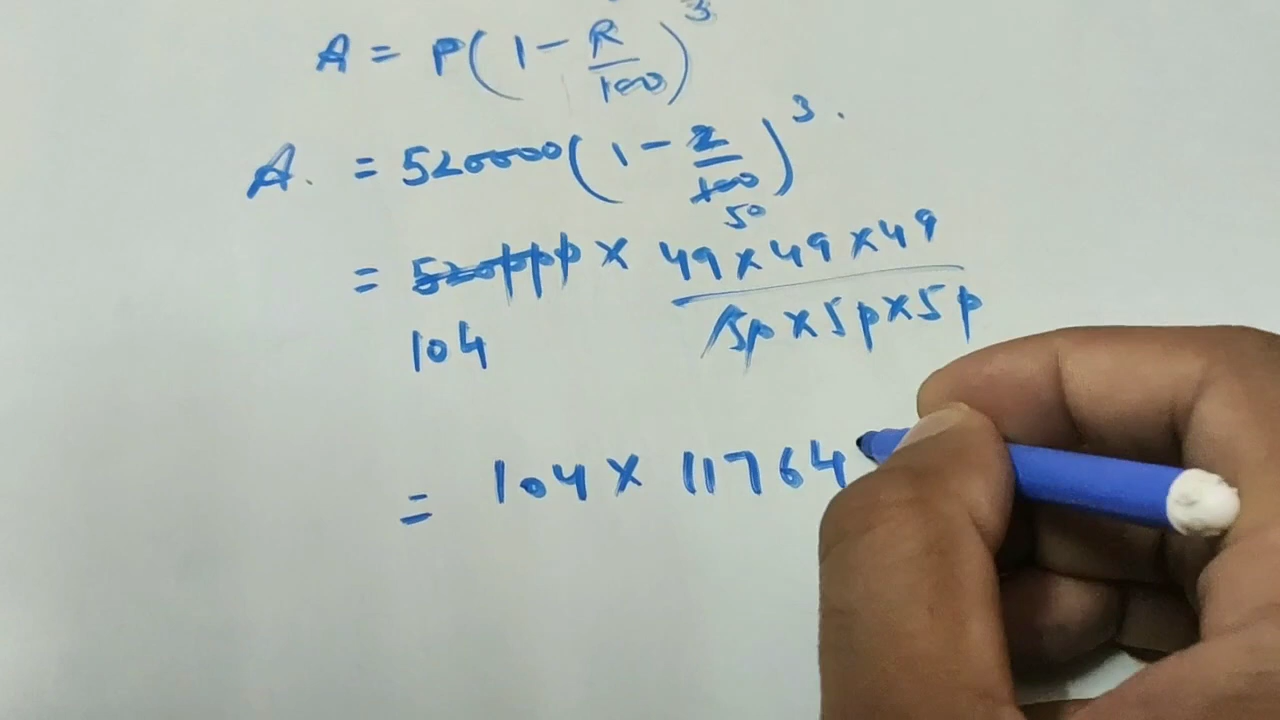 A = P(1 - R/100)^3
A. = 520000(1 - 2/100)^3.
50
= 520000 × 49×49×49/50×50×50
104
= 104 × 11764